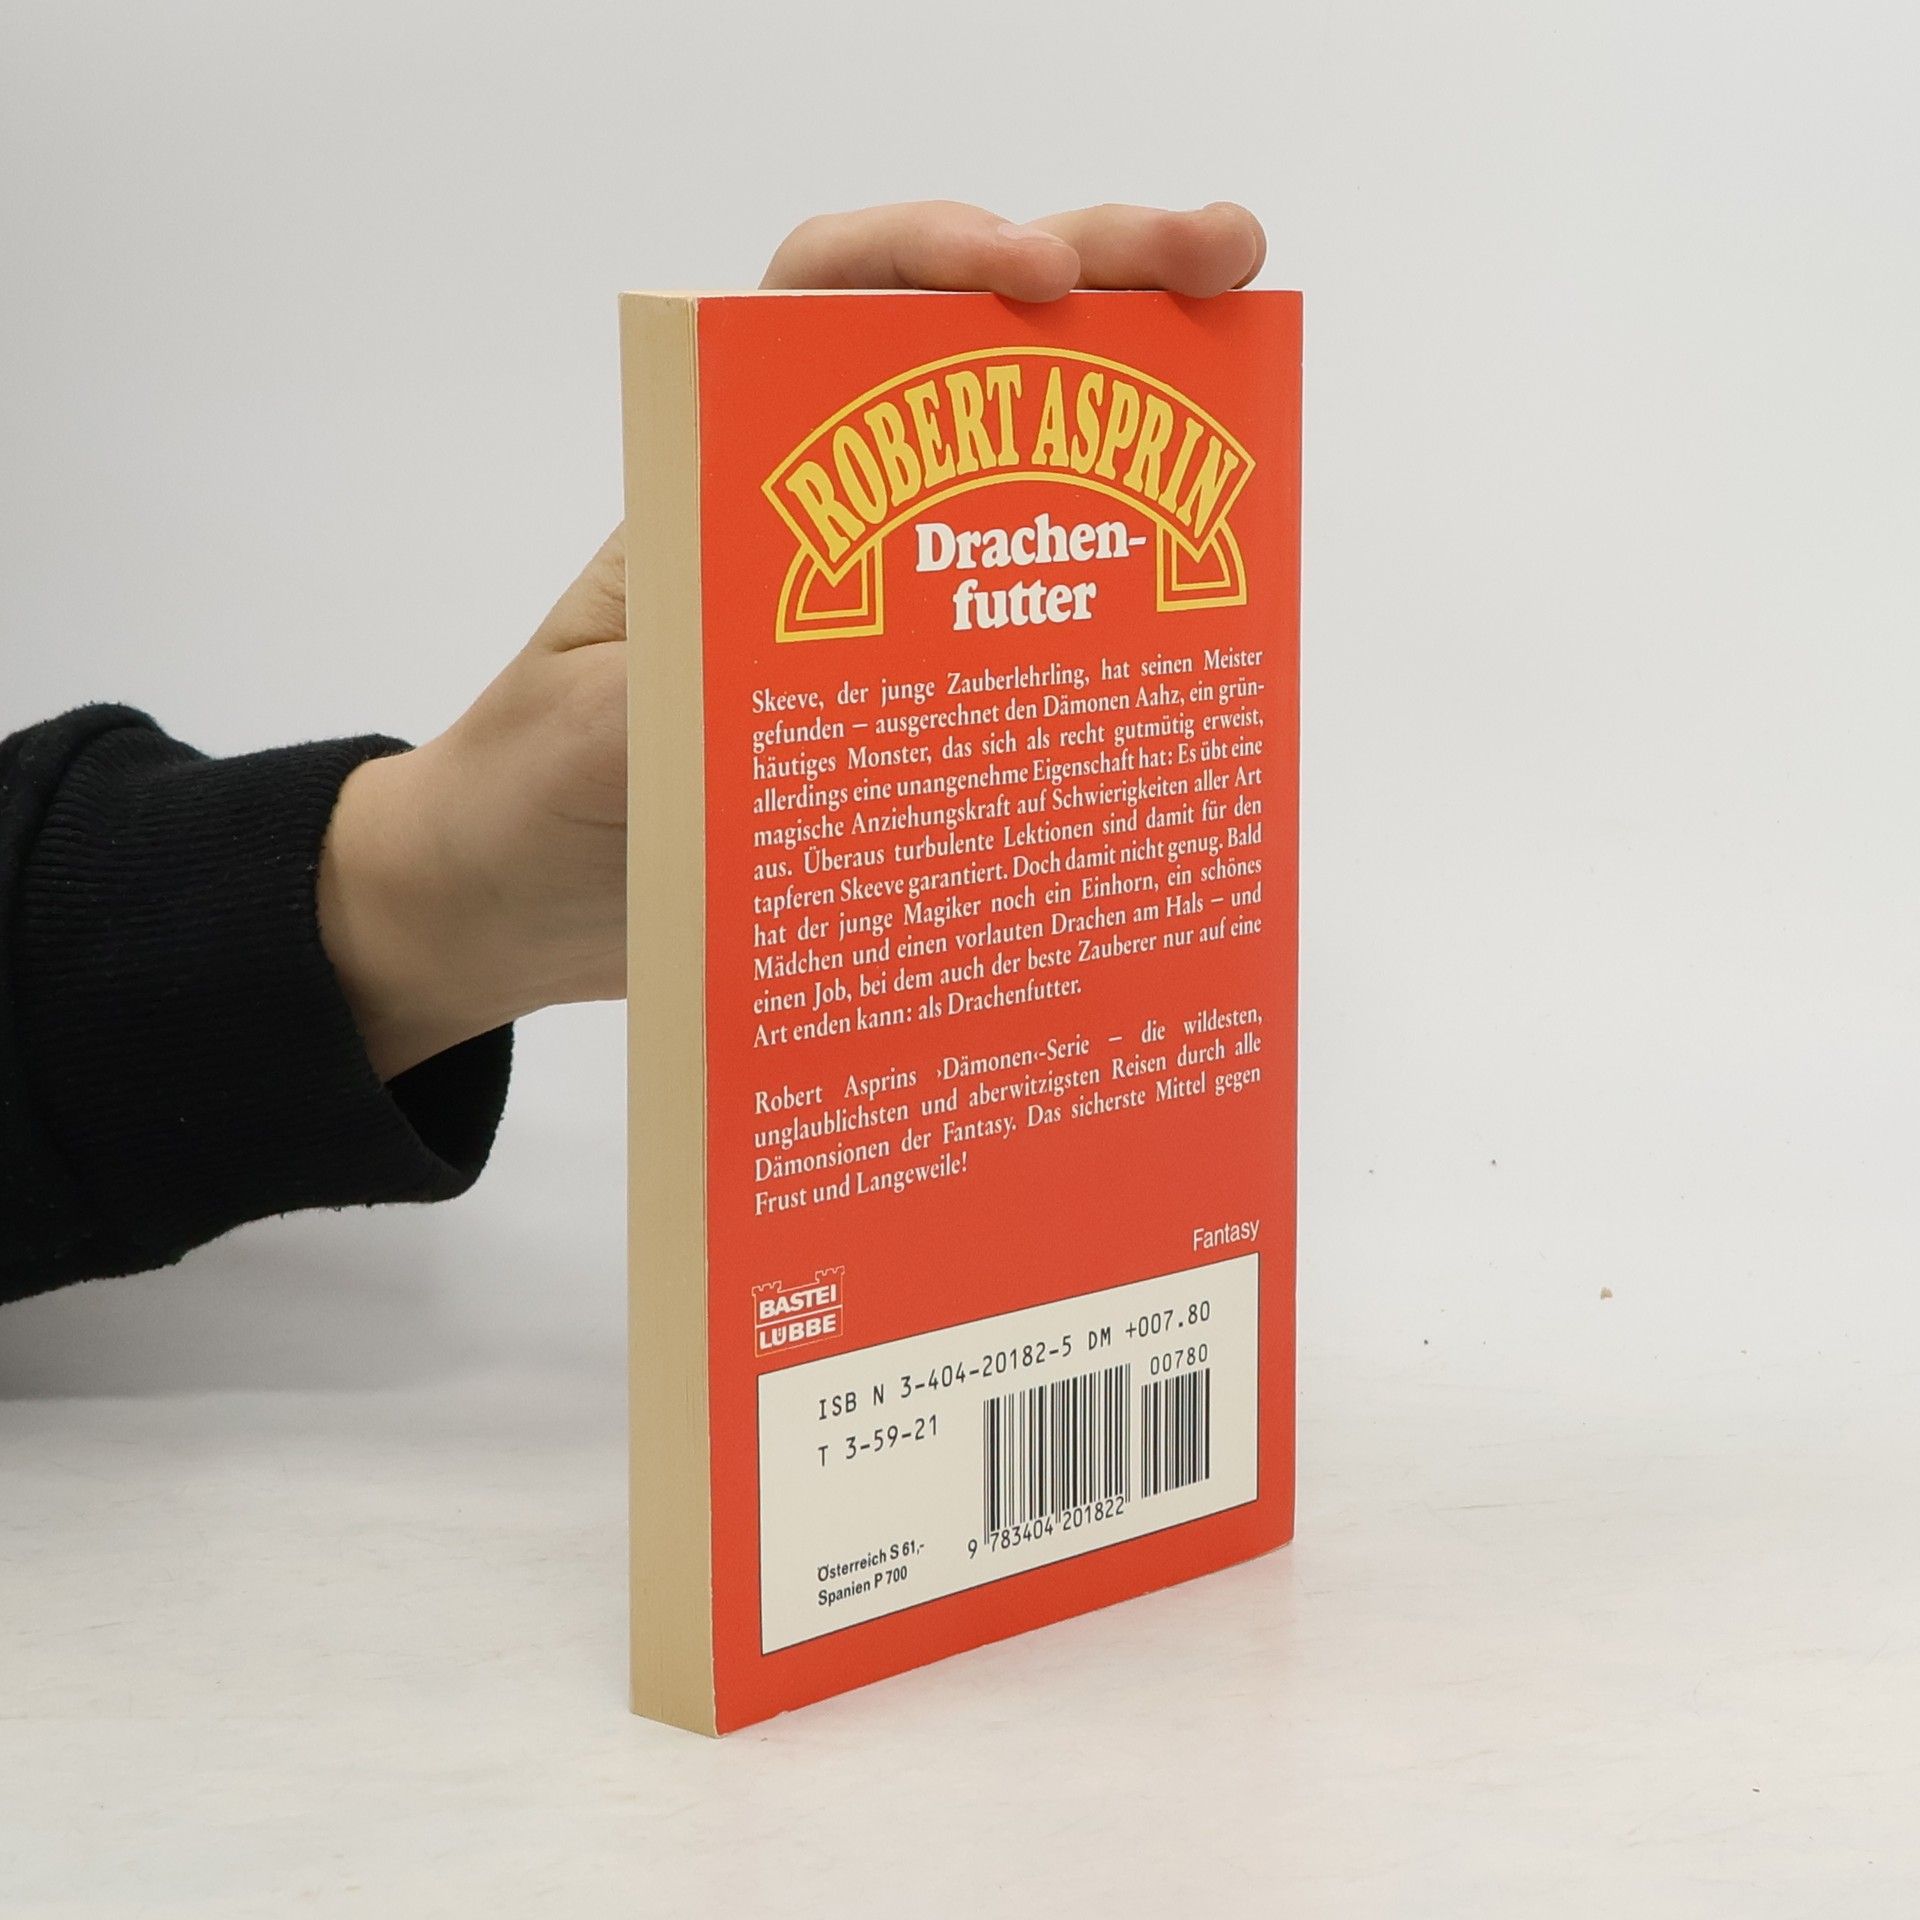 ROBERT ASPRIN
Drachen-
futter
Skeeve, der junge Zauberlehrling, hat seinen Meister
gefunden – ausgerechnet den Dämonen Aahz, ein grün-
häutiges Monster, das sich als recht gutmütig erweist,
allerdings eine unangenehme Eigenschaft hat: Es übt eine
magische Anziehungskraft auf Schwierigkeiten aller Art
aus. Überaus turbulente Lektionen sind damit für den
tapferen Skeeve garantiert. Doch damit nicht genug. Bald
hat der junge Magiker noch ein Einhorn, ein schönes
Mädchen und einen vorlauten Drachen am Hals – und
einen Job, bei dem auch der beste Zauberer nur auf eine
Art enden kann: als Drachenfutter.
Robert Asprins ›Dämonen‹-Serie – die wildesten,
unglaublichsten und aberwitzigsten Reisen durch alle
Dämonsionen der Fantasy. Das sicherste Mittel gegen
Frust und Langeweile!
Fantasy
BASTEI
LÜBBE
ISB N 3-404-20182-5 DM +007.80
00780
T 3-59-21
9 783404 201822
Österreich S 61,-
Spanien P 700